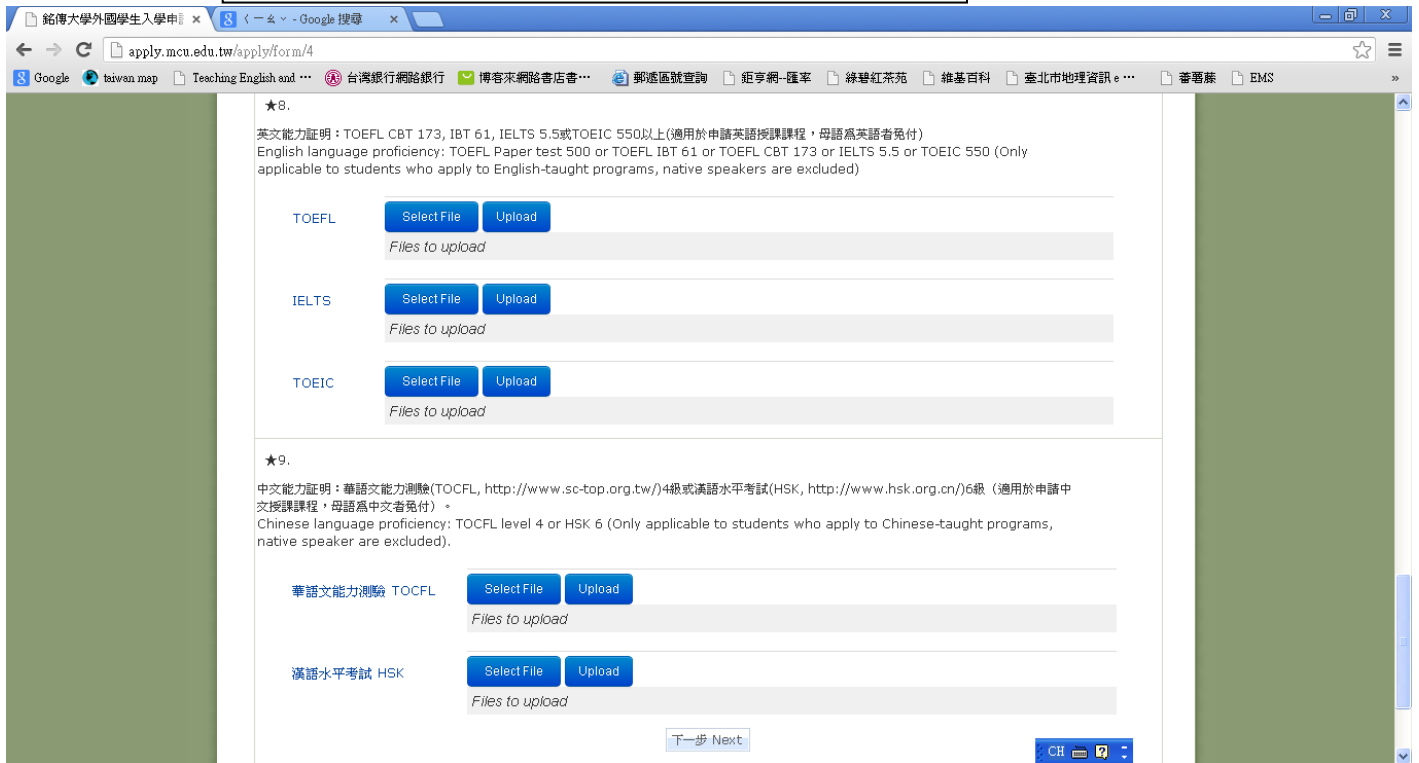 銘傳大學外國學生入學申
ㄑㄧㄠˇ - Google 搜尋
apply.mcu.edu.tw/apply/form/4
Google taiwan map Teaching English and … 台灣銀行網路銀行 博客來網路書店書… 郵遞區號查詢 鉅亨網--匯率 綠碧紅茶苑 維基百科 臺北市地理資訊 e … 番薯藤 EMS »
★8.
英文能力証明：TOEFL CBT 173, IBT 61, IELTS 5.5或TOEIC 550以上(適用於申請英語授課課程，母語為英語者免付)
English language proficiency: TOEFL Paper test 500 or TOEFL IBT 61 or TOEFL CBT 173 or IELTS 5.5 or TOEIC 550 (Only
applicable to students who apply to English-taught programs, native speakers are excluded)
TOEFL Select File Upload
Files to upload
IELTS Select File Upload
Files to upload
TOEIC Select File Upload
Files to upload
★9.
中文能力証明：華語文能力測驗(TOCFL, http://www.sc-top.org.tw/)4級或漢語水平考試(HSK, http://www.hsk.org.cn/)6級（適用於申請中
文授課課程，母語為中文者免付）。
Chinese language proficiency: TOCFL level 4 or HSK 6 (Only applicable to students who apply to Chinese-taught programs,
native speaker are excluded).
華語文能力測驗 TOCFL Select File Upload
Files to upload
漢語水平考試 HSK Select File Upload
Files to upload
下一步 Next
CH